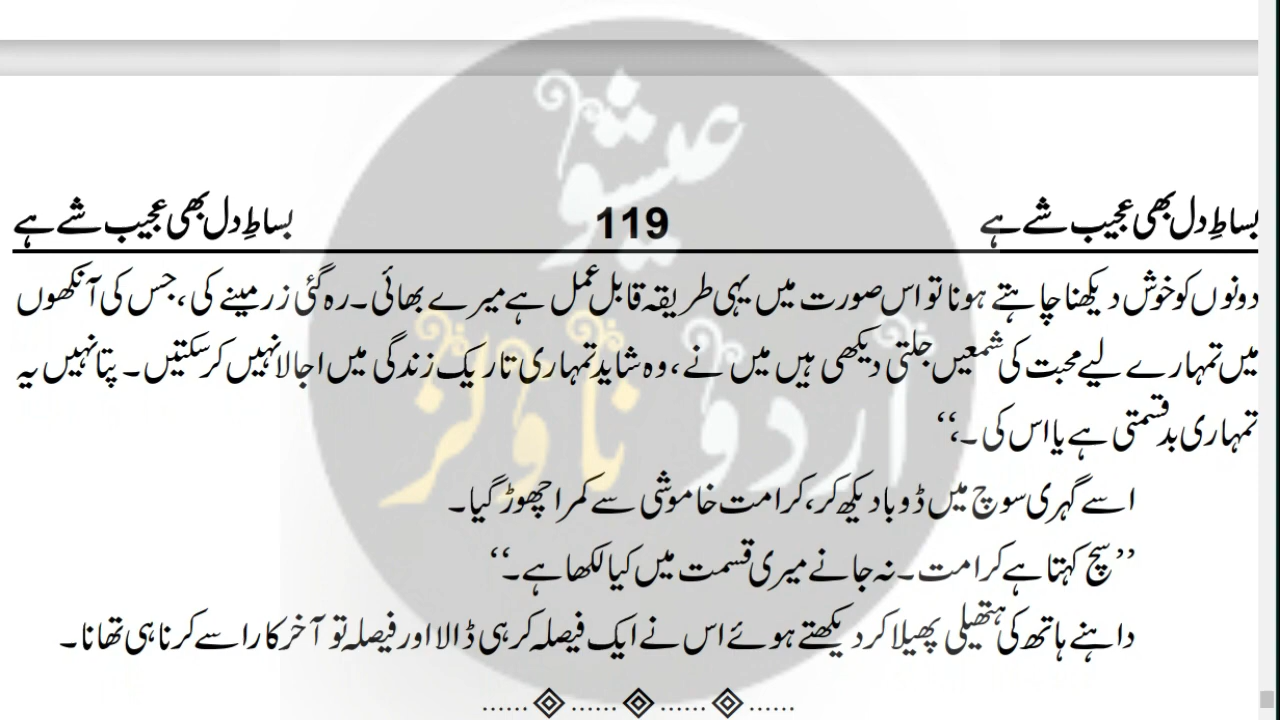 عیشو
اردو ناولز
بساطِ دل بھی عجیب شے ہے 119 بساطِ دل بھی عجیب شے ہے
دونوں کو خوش دیکھنا چاہتے ہو نا تو اس صورت میں یہی طریقہ قابل عمل ہے میرے بھائی۔ رہ گئی زرمینے کی، جس کی آنکھوں
میں تمہارے لیے محبت کی شمعیں جلتی دیکھی ہیں میں نے، وہ شاید تمہاری تاریک زندگی میں اجالا نہیں کر سکتیں۔ پتا نہیں یہ
تمہاری بدقسمتی ہے یا اس کی۔،‘‘
اسے گہری سوچ میں ڈوبا دیکھ کر، کرامت خاموشی سے کمرا چھوڑ گیا۔
’’سچ کہتا ہے کرامت۔ نہ جانے میری قسمت میں کیا لکھا ہے۔‘‘
داہنے ہاتھ کی ہتھیلی پھیلا کر دیکھتے ہوئے اس نے ایک فیصلہ کر ہی ڈالا اور فیصلہ تو آخر کار اسے کرنا ہی تھا نا۔